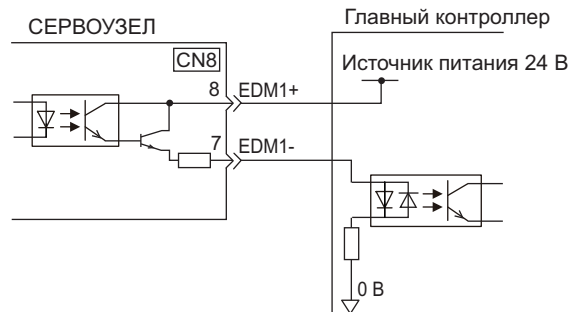 СЕРВОУЗЕЛ
Главный контроллер
CN8
Источник питания 24 В
8 EDM1+
7 EDM1-
0 В